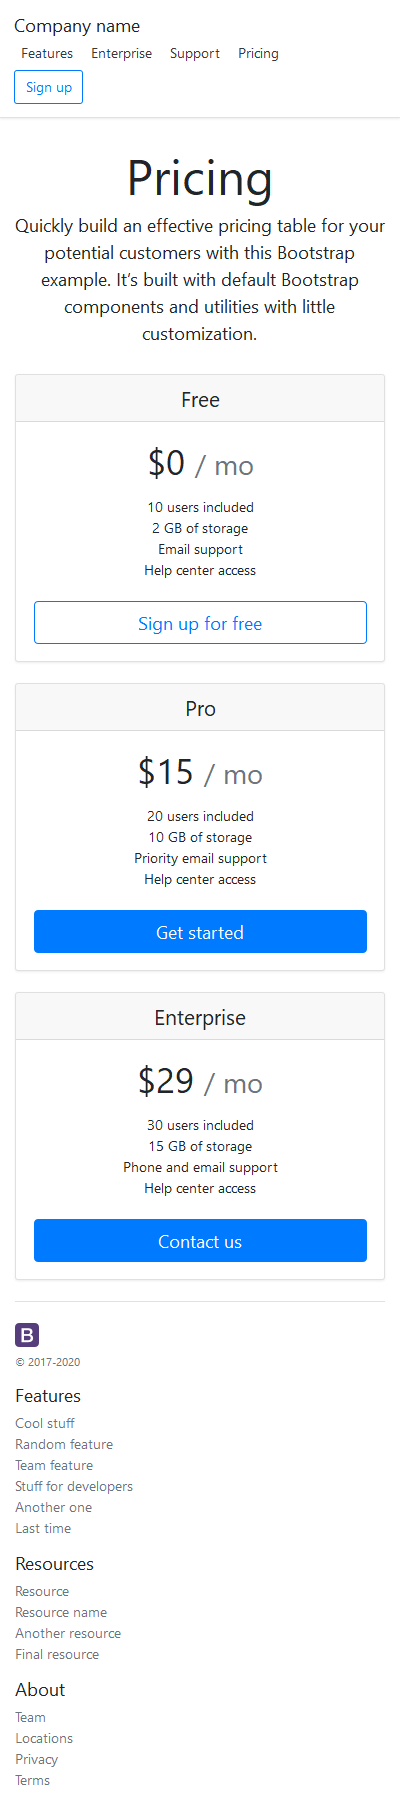 Company name
Features Enterprise Support Pricing
Sign up
Pricing
Quickly build an effective pricing table for your
potential customers with this Bootstrap
example. It's built with default Bootstrap
components and utilities with little
customization.
Free
$0 / mo
10 users included
2 GB of storage
Email support
Help center access
Sign up for free
Pro
$15 / mo
20 users included
10 GB of storage
Priority email support
Help center access
Get started
Enterprise
$29 / mo
30 users included
15 GB of storage
Phone and email support
Help center access
Contact us
B
© 2017-2020
Features
Cool stuff
Random feature
Team feature
Stuff for developers
Another one
Last time
Resources
Resource
Resource name
Another resource
Final resource
About
Team
Locations
Privacy
Terms